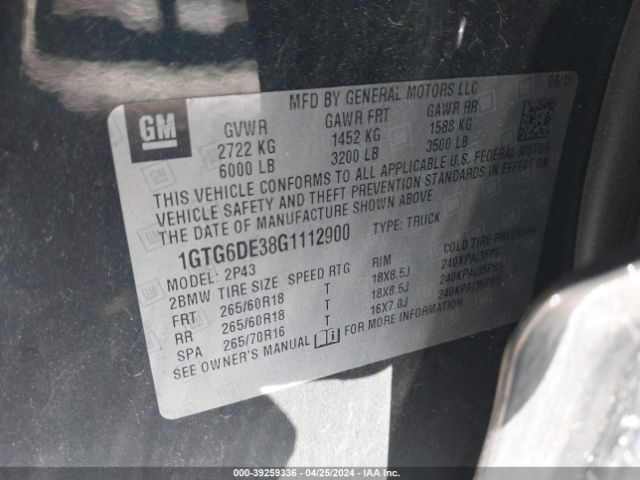 MFD BY GENERAL MOTORS LLC 08/15
GM GVWR GAWR FRT GAWR RR
2722 KG 1452 KG 1588 KG
6000 LB 3200 LB 3500 LB
THIS VEHICLE CONFORMS TO ALL APPLICABLE U.S. FEDERAL MOTOR
VEHICLE SAFETY AND THEFT PREVENTION STANDARDS IN EFFECT ON
THE DATE OF MANUFACTURE SHOWN ABOVE.
1GTG6DE38G1112900 TYPE: TRUCK
MODEL: 2P43
2BMW TIRE SIZE SPEED RTG RIM COLD TIRE PRESSURE
FRT 265/60R18 T 18X8.5J 240KPA(35PSI)
RR 265/60R18 T 18X8.5J 240KPA(35PSI)
SPA 265/70R16 T 16X7.0J 240KPA(35PSI)
SEE OWNER'S MANUAL FOR MORE INFORMATION
000-39259336 - 04/25/2024 - IAA Inc.